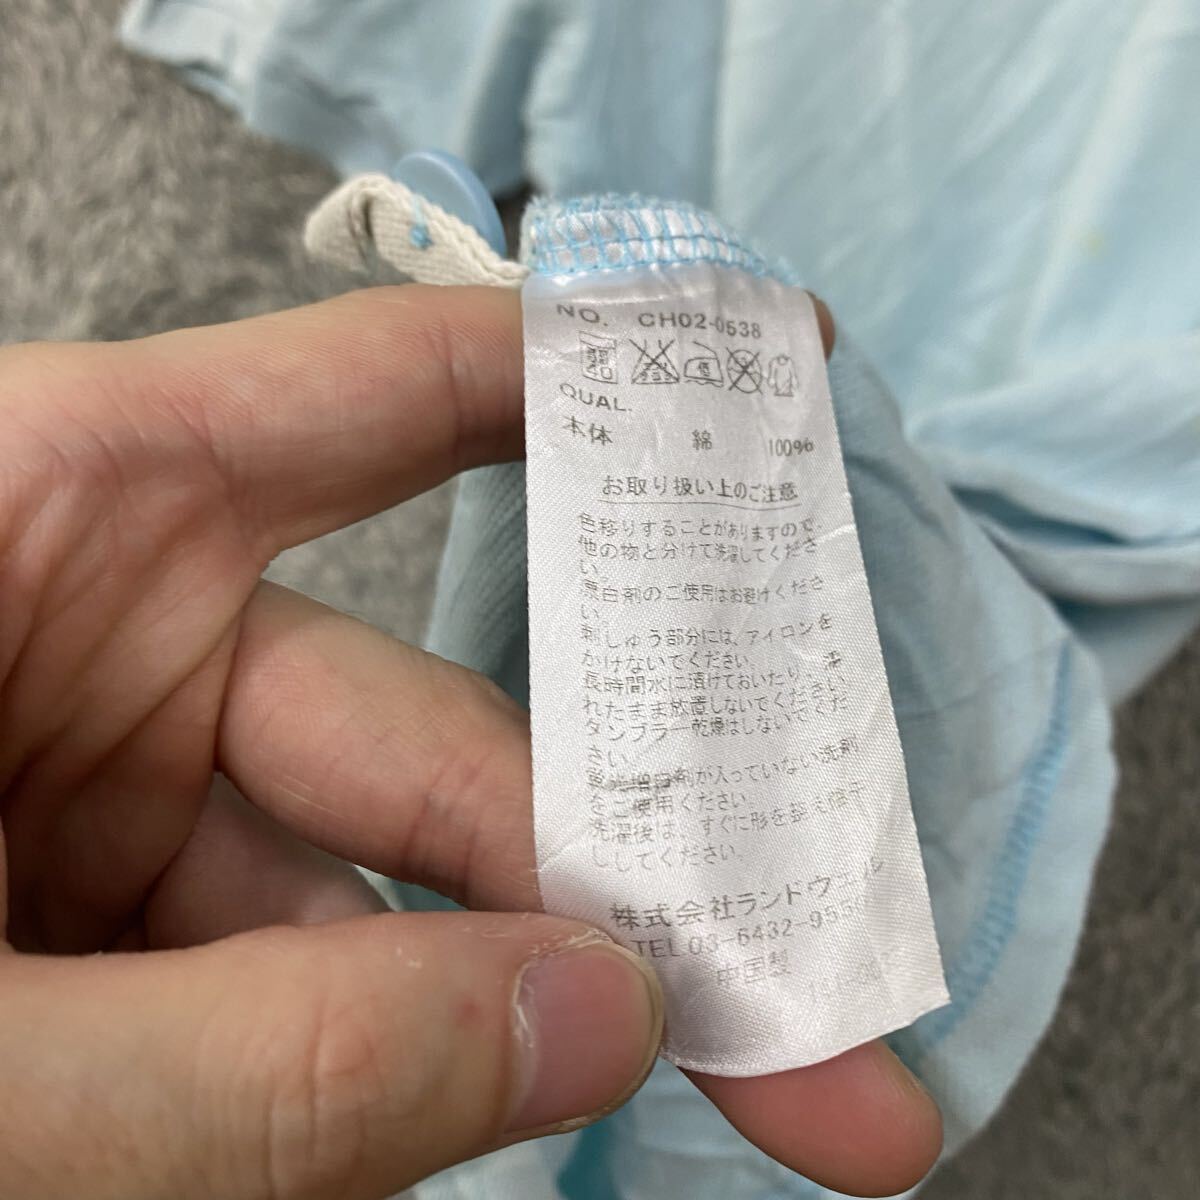 NO. CH02-0538
40
低
QUAL.
本体 綿 100%
お取り扱い上のご注意
色移りすることがありますので、
他の物と分けて洗濯してくださ
い。
漂白剤のご使用はお避けくださ
い。
刺しゅう部分には、アイロンを
かけないでください。
長時間水に漬けておいたり、濡
れたまま放置しないでください。
タンブラー乾燥はしないでくだ
さい。
蛍光増白剤が入っていない洗剤
をご使用ください。
洗濯後は、すぐに形を整え陰干
ししてください。
株式会社ランドウェル
TEL 03-6432-955
中国製